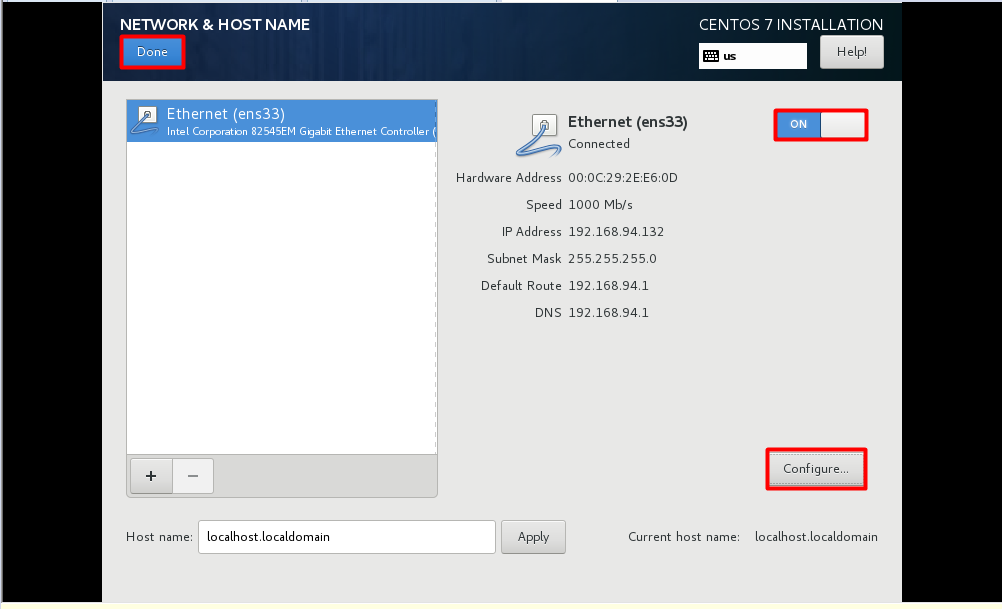 NETWORK & HOST NAME
CENTOS 7 INSTALLATION
Done
us
Help!
Ethernet (ens33)
Intel Corporation 82545EM Gigabit Ethernet Controller (
Ethernet (ens33)
Connected
ON
Hardware Address 00:0C:29:2E:E6:0D
Speed 1000 Mb/s
IP Address 192.168.94.132
Subnet Mask 255.255.255.0
Default Route 192.168.94.1
DNS 192.168.94.1
+ −
Configure...
Host name: localhost.localdomain Apply Current host name: localhost.localdomain